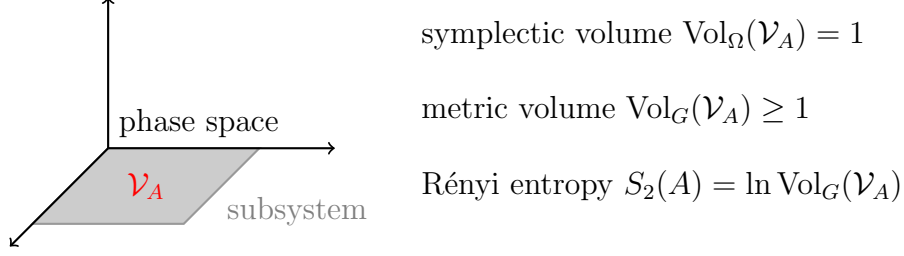 symplectic volume Vol_Ω(𝒱_A) = 1
metric volume Vol_G(𝒱_A) ≥ 1
phase space
𝒱_A
Rényi entropy S_2(A) = ln Vol_G(𝒱_A)
subsystem